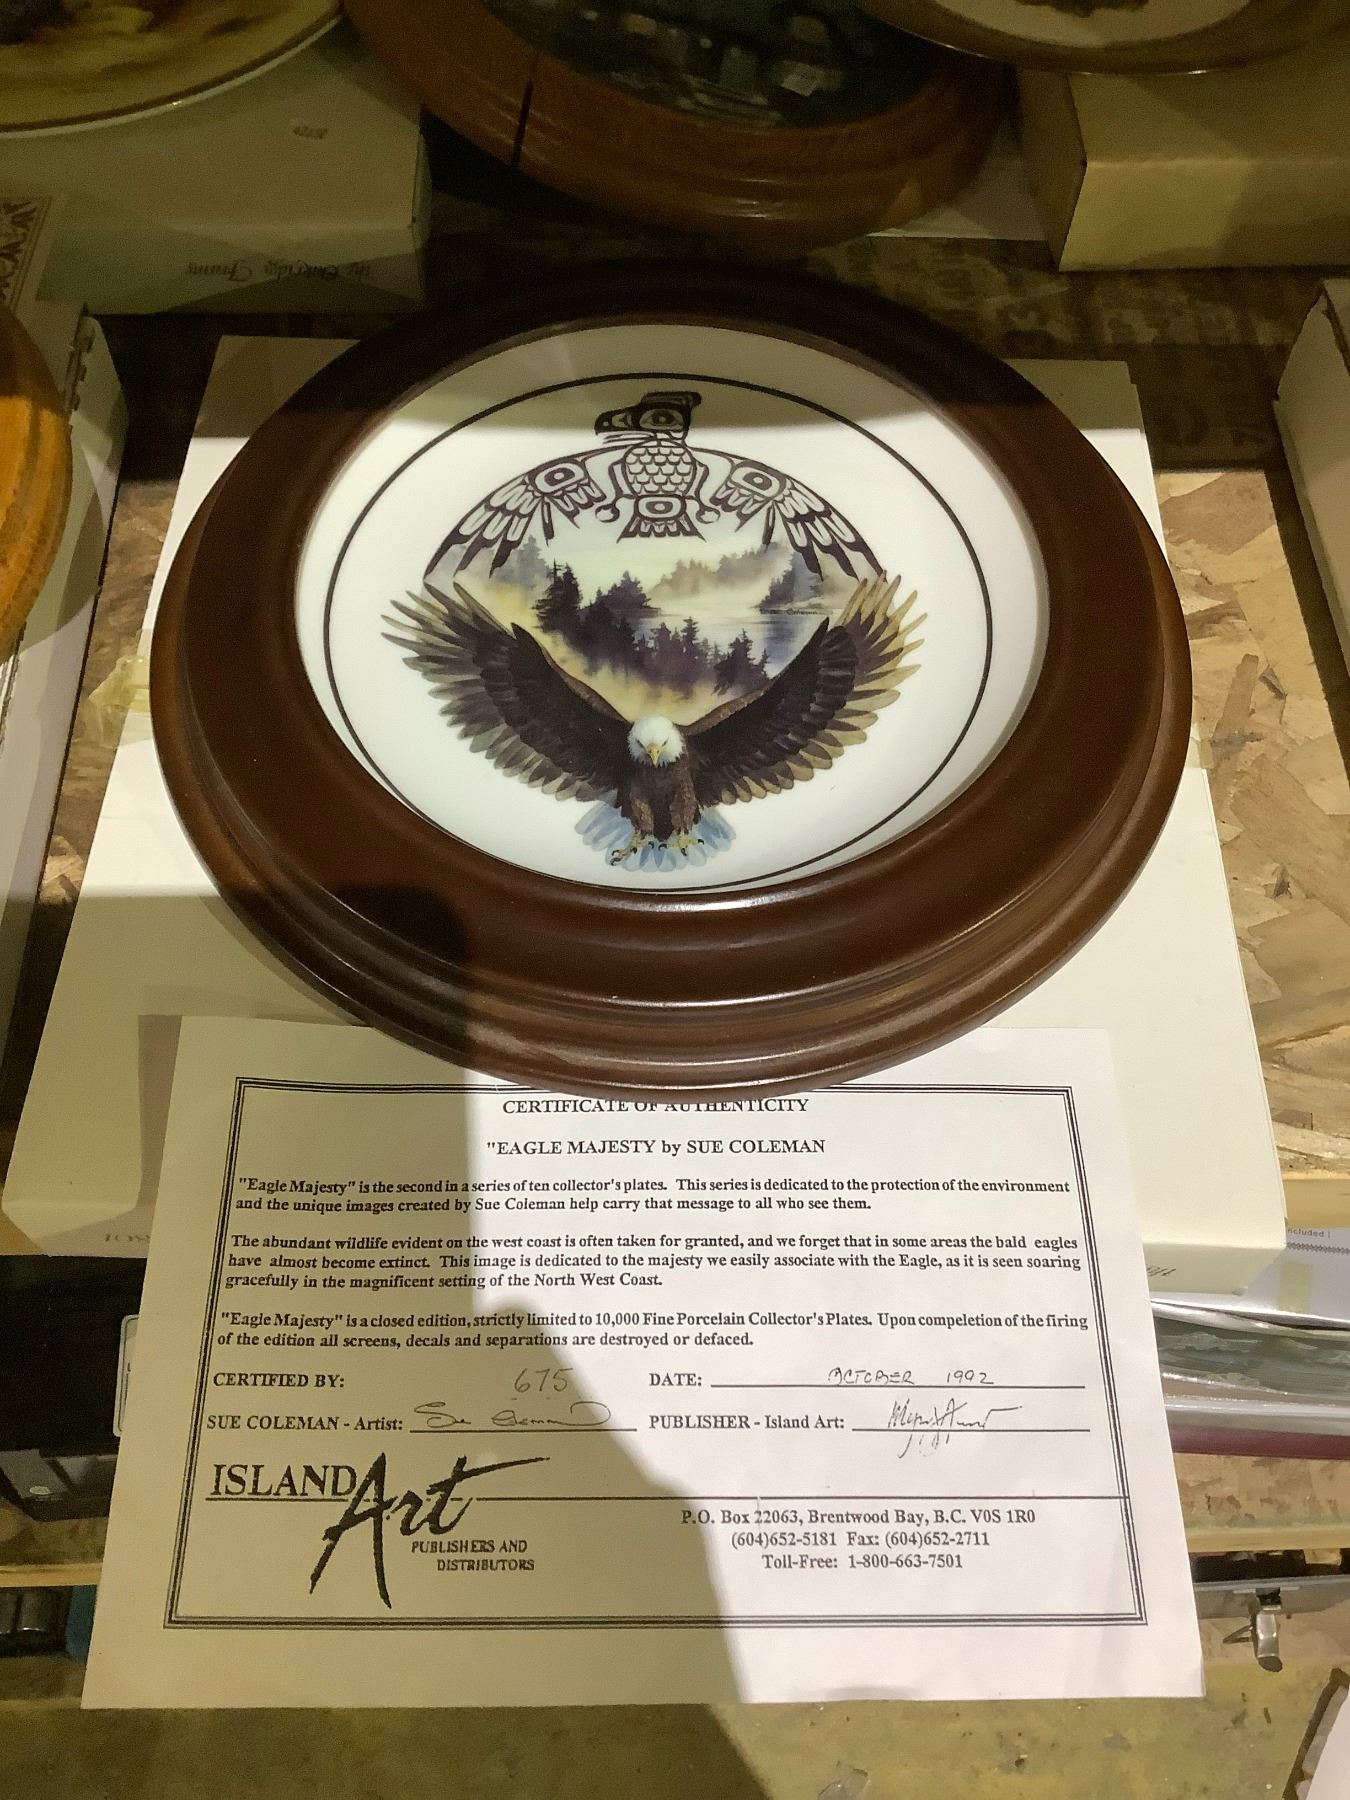 the Oakridge Frame
CERTIFICATE OF AUTHENTICITY
"EAGLE MAJESTY by SUE COLEMAN
"Eagle Majesty" is the second in a series of ten collector's plates. This series is dedicated to the protection of the environment
and the unique images created by Sue Coleman help carry that message to all who see them.
The abundant wildlife evident on the west coast is often taken for granted, and we forget that in some areas the bald eagles
have almost become extinct. This image is dedicated to the majesty we easily associate with the Eagle, as it is seen soaring
gracefully in the magnificent setting of the North West Coast.
"Eagle Majesty" is a closed edition, strictly limited to 10,000 Fine Porcelain Collector's Plates. Upon compeletion of the firing
of the edition all screens, decals and separations are destroyed or defaced.
CERTIFIED BY: 675 DATE: OCTOBER 1992
SUE COLEMAN - Artist: Sue Coleman PUBLISHER - Island Art:
ISLAND Art
PUBLISHERS AND
DISTRIBUTORS
P.O. Box 22063, Brentwood Bay, B.C. V0S 1R0
(604)652-5181 Fax: (604)652-2711
Toll-Free: 1-800-663-7501